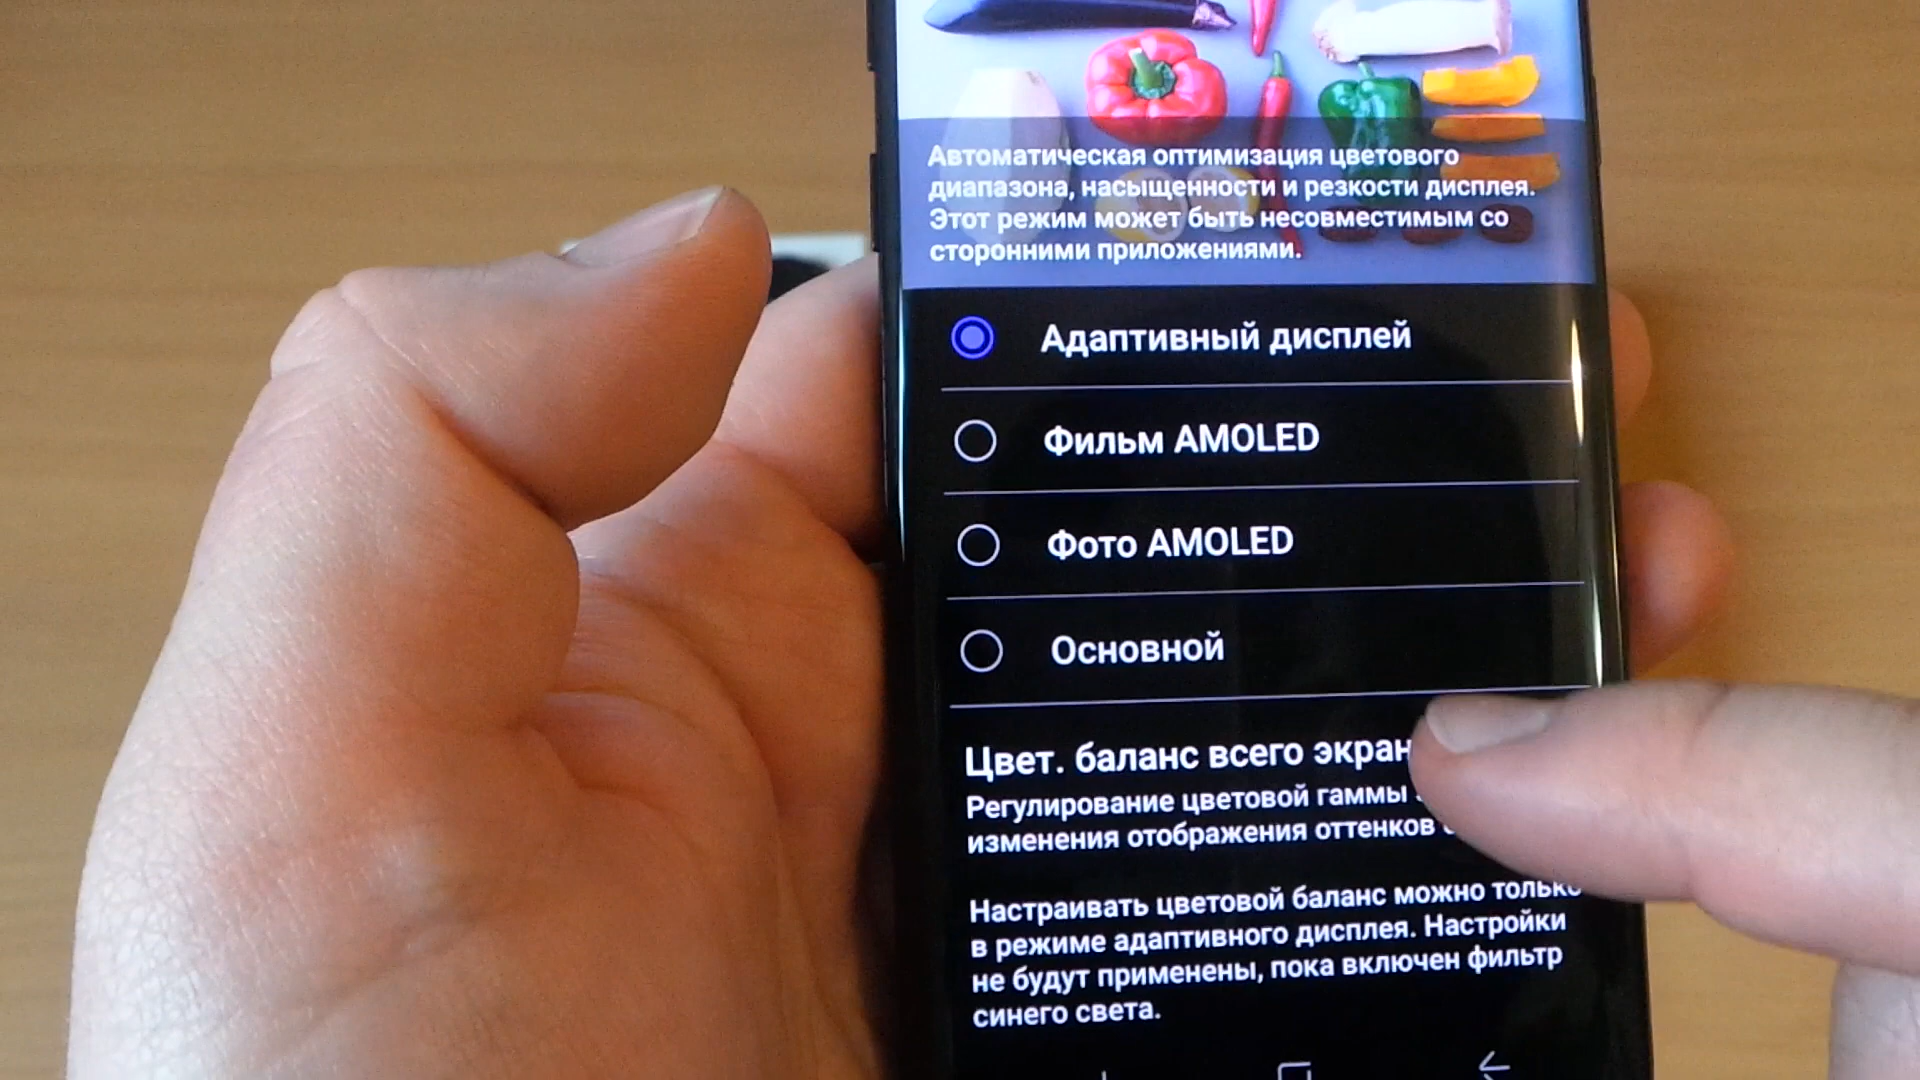 Автоматическая оптимизация цветового
диапазона, насыщенности и резкости дисплея.
Этот режим может быть несовместимым со
сторонними приложениями.
Адаптивный дисплей
Фильм AMOLED
Фото AMOLED
Основной
Цвет. баланс всего
Регулирование цветовой гаммы
изменения отображения оттенков
Настраивать цветовой баланс можно только
в режиме адаптивного дисплея. Настройки
не будут применены, пока включен фильтр
синего света.